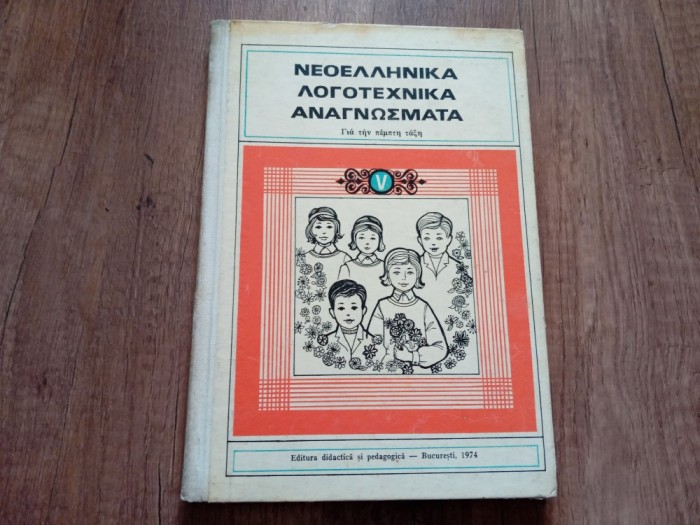 ΝΕΟΕΛΛΗΝΙΚΑ
ΛΟΓΟΤΕΧΝΙΚΑ
ΑΝΑΓΝΩΣΜΑΤΑ
Γιά τήν πέμπτη τάξη
V
Editura didactică și pedagogică — București, 1974